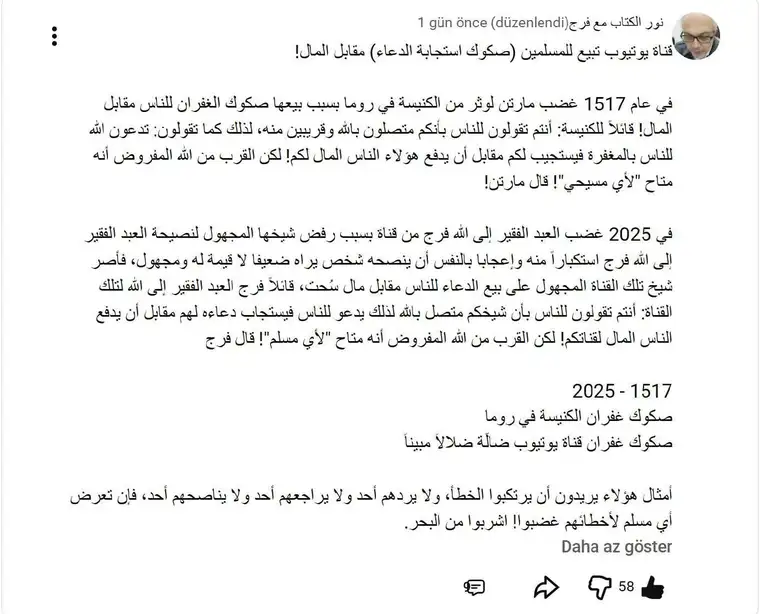 نور الكتاب مع فرج 1 gün önce (düzenlendi)
قناة يوتيوب تبيع للمسلمين (صكوك استجابة الدعاء) مقابل المال!
في عام 1517 غضب مارتن لوثر من الكنيسة في روما بسبب بيعها صكوك الغفران للناس مقابل
المال! قائلاً للكنيسة: أنتم تقولون للناس بأنكم متصلون بالله وقريبين منه، لذلك كما تقولون: تدعون الله
للناس بالمغفرة فيستجيب لكم مقابل أن يدفع هؤلاء الناس المال لكم! لكن القرب من الله المفروض أنه
متاح "لأي مسيحي"! قال مارتن!
في 2025 غضب العبد الفقير إلى الله فرج من قناة بسبب رفض شيخها المجهول لنصيحة العبد الفقير
إلى الله فرج استكباراً منه وإعجابا بالنفس أن ينصحه شخص يراه ضعيفا لا قيمة له ومجهول، فأصر
شيخ تلك القناة المجهول على بيع الدعاء للناس مقابل مال سُحت، قائلاً فرج العبد الفقير إلى الله لتلك
القناة: أنتم تقولون للناس بأن شيخكم متصل بالله لذلك يدعو للناس فيستجاب دعاءه لهم مقابل أن يدفع
الناس المال لقناتكم! لكن القرب من الله المفروض أنه متاح "لأي مسلم"! قال فرج
1517 - 2025
صكوك غفران الكنيسة في روما
صكوك غفران قناة يوتيوب ضالّة ضلالاً مبيناً
أمثال هؤلاء يريدون أن يرتكبوا الخطأ، ولا يردهم أحد ولا يراجعهم أحد ولا يناصحهم أحد، فإن تعرض
أي مسلم لأخطائهم غضبوا! اشربوا من البحر.
Daha az göster
58